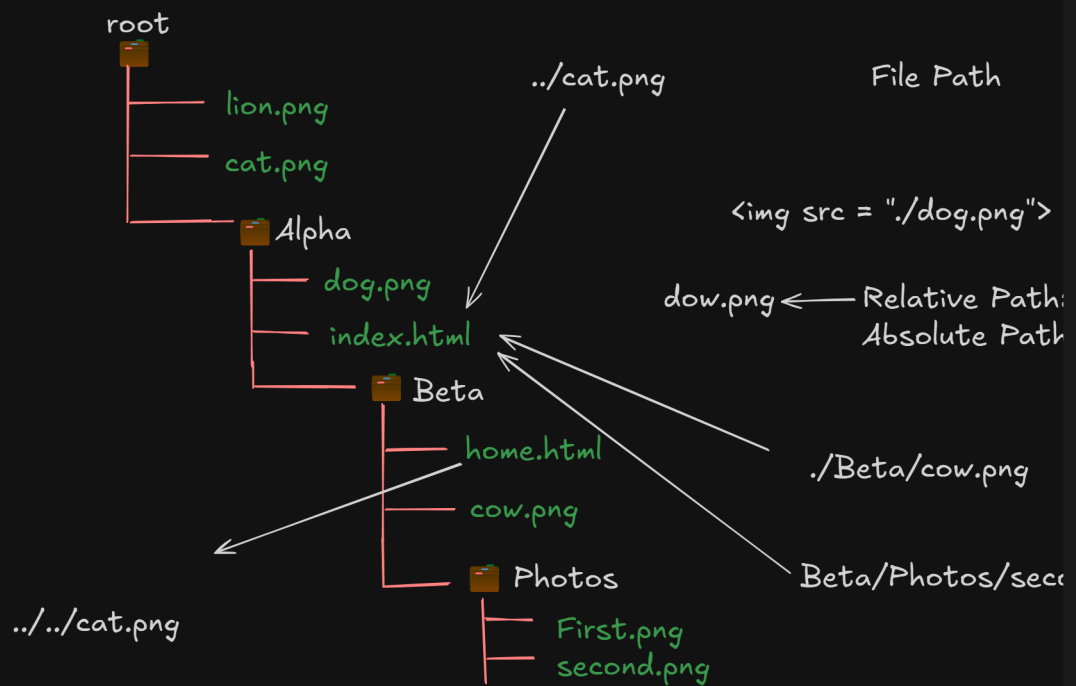 root
lion.png
cat.png
Alpha
dog.png
index.html
Beta
home.html
cow.png
Photos
First.png
second.png
../cat.png
File Path
<img src = "./dog.png">
dow.png
Relative Path:
Absolute Path
./Beta/cow.png
Beta/Photos/
../../cat.png